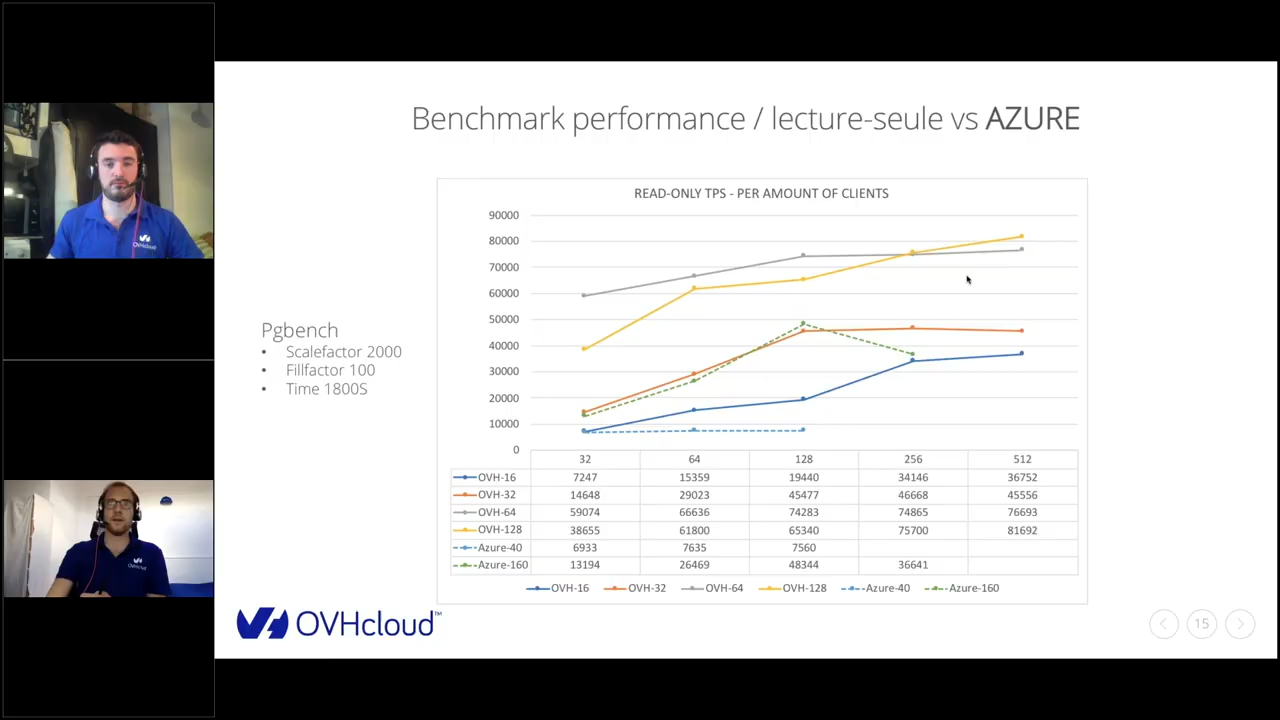 Benchmark performance / lecture-seule vs AZURE
Pgbench
• Scalefactor 2000
• Fillfactor 100
• Time 1800S
READ-ONLY TPS - PER AMOUNT OF CLIENTS
90000
80000
70000
60000
50000
40000
30000
20000
10000
0
32 64 128 256 512
OVH-16 7247 15359 19440 34146 36752
OVH-32 14648 29023 45477 46668 45556
OVH-64 59074 66636 74283 74865 76693
OVH-128 38655 61800 65340 75700 81692
Azure-40 6933 7635 7560
Azure-160 13194 26469 48344 36641
OVH-16 OVH-32 OVH-64 OVH-128 Azure-40 Azure-160
OVHcloud™
15
OVHcloud
OVHcloud